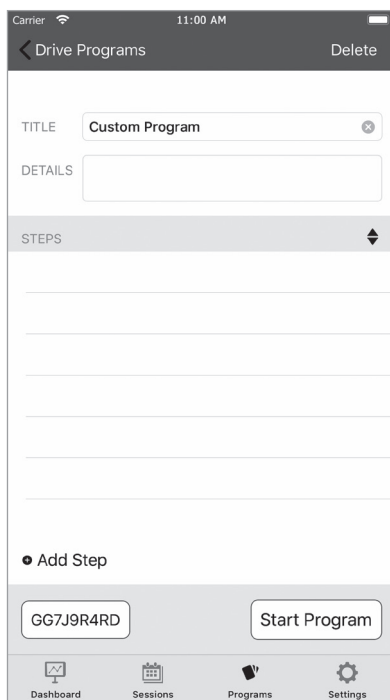 Carrier 11:00 AM
Drive Programs Delete
TITLE Custom Program
DETAILS
STEPS
Add Step
GG7J9R4RD Start Program
Dashboard Sessions Programs Settings